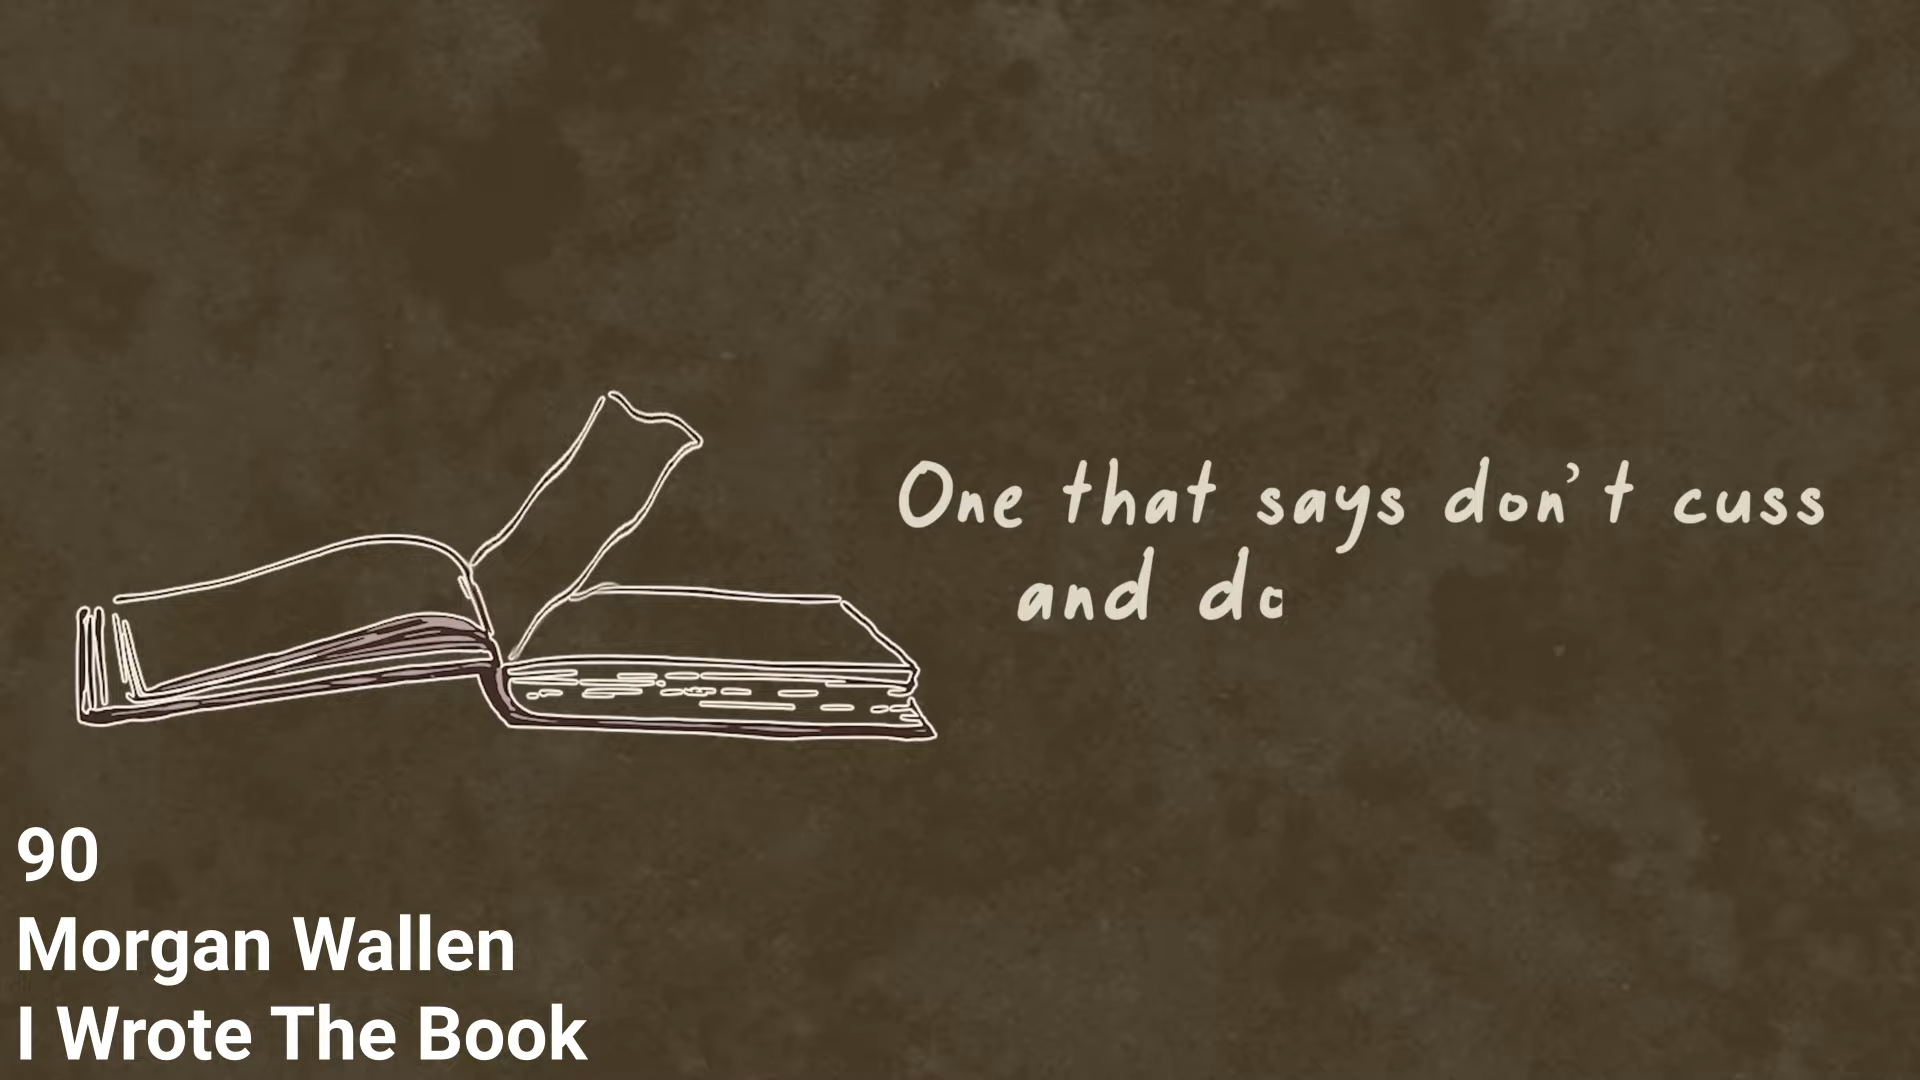 One that says don't cuss
and do
90
Morgan Wallen
I Wrote The Book